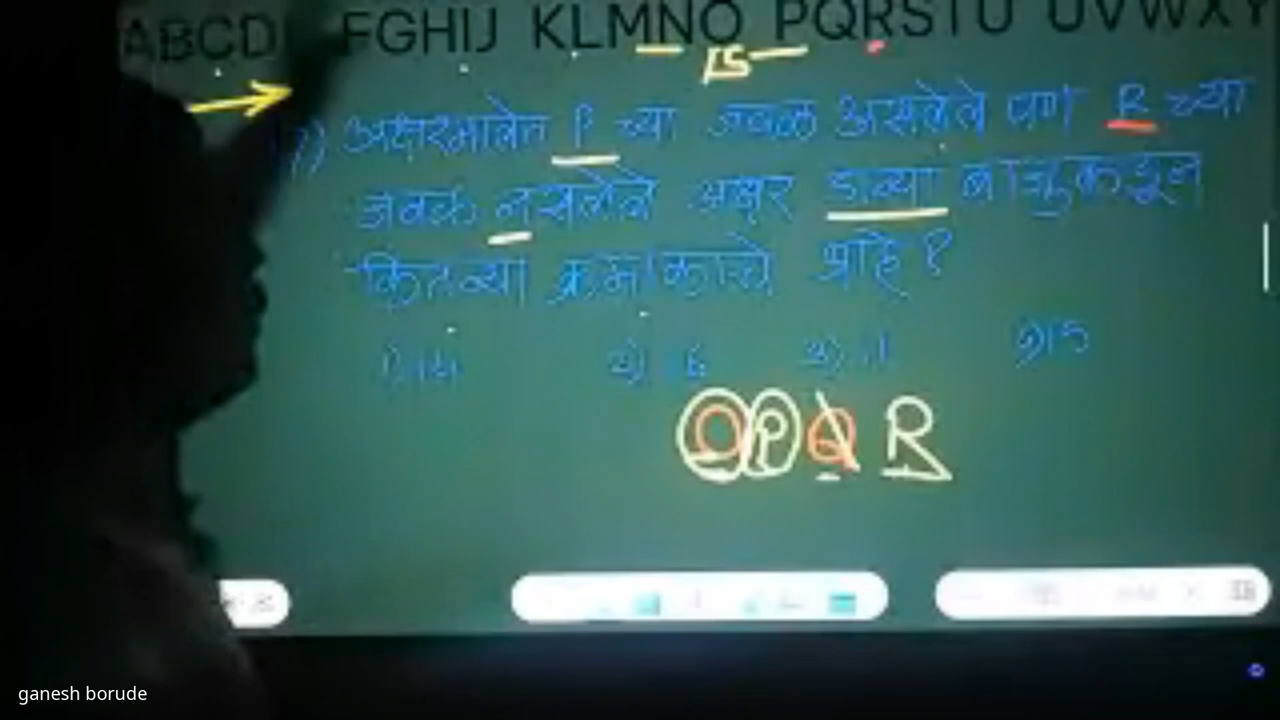 ABCD FGHIJ KLMNO PQRSTU UVWXY
15
अक्षरमालेत P च्या जवळ असलेले पण R च्या
जवळ नसलेले अक्षर डाव्या बाजुकडून
कितव्या क्रमांकाचे आहे ?
O P Q R
ganesh borude